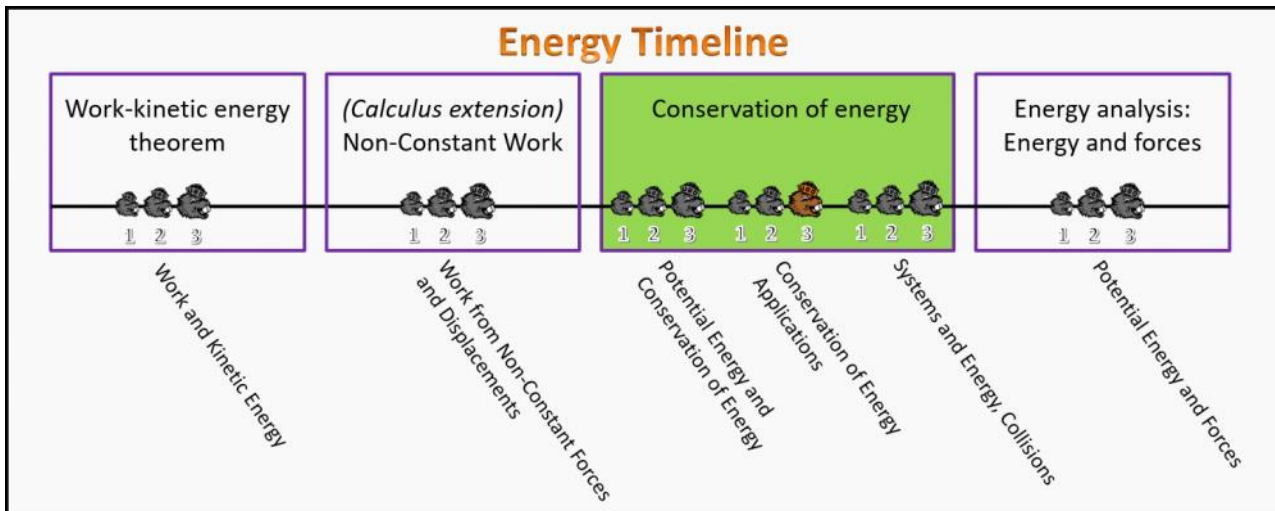 Energy Timeline
Work-kinetic energy
theorem
(Calculus extension)
Non-Constant Work
Conservation of energy
Energy analysis:
Energy and forces
1 2 3
1 2 3
1 2 3
1 2 3
1 2 3
1 2 3
Work and Kinetic Energy
Work from Non-Constant Forces
and Displacements
Potential Energy and
Conservation of Energy
Conservation of Energy
Applications
Systems and Energy, Collisions
Potential Energy and Forces